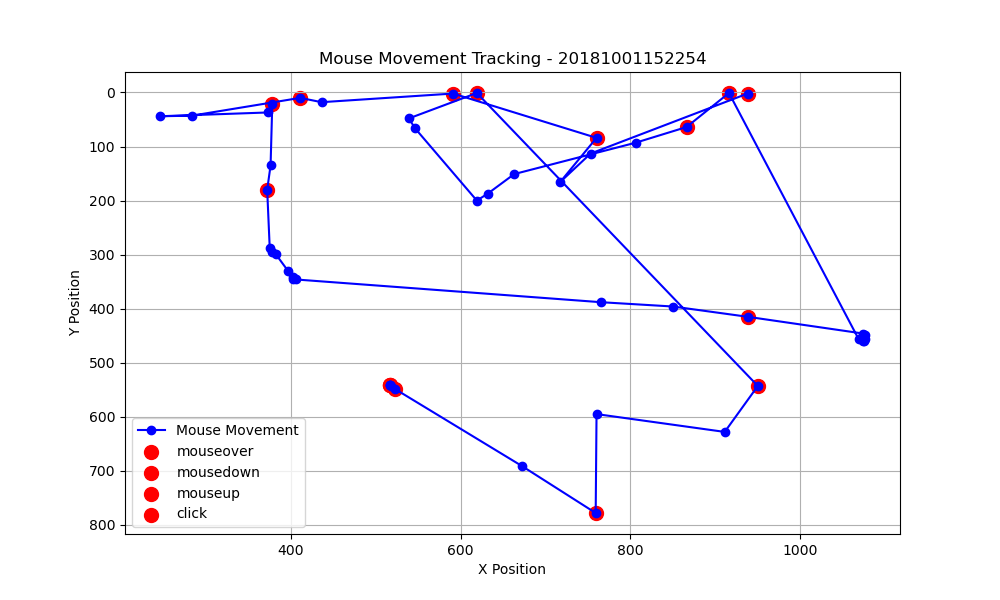 Mouse Movement Tracking - 20181001152254
0
100
200
300
400
500
600
700
800
Y Position
Mouse Movement
mouseover
mousedown
mouseup
click
400
600
800
1000
X Position